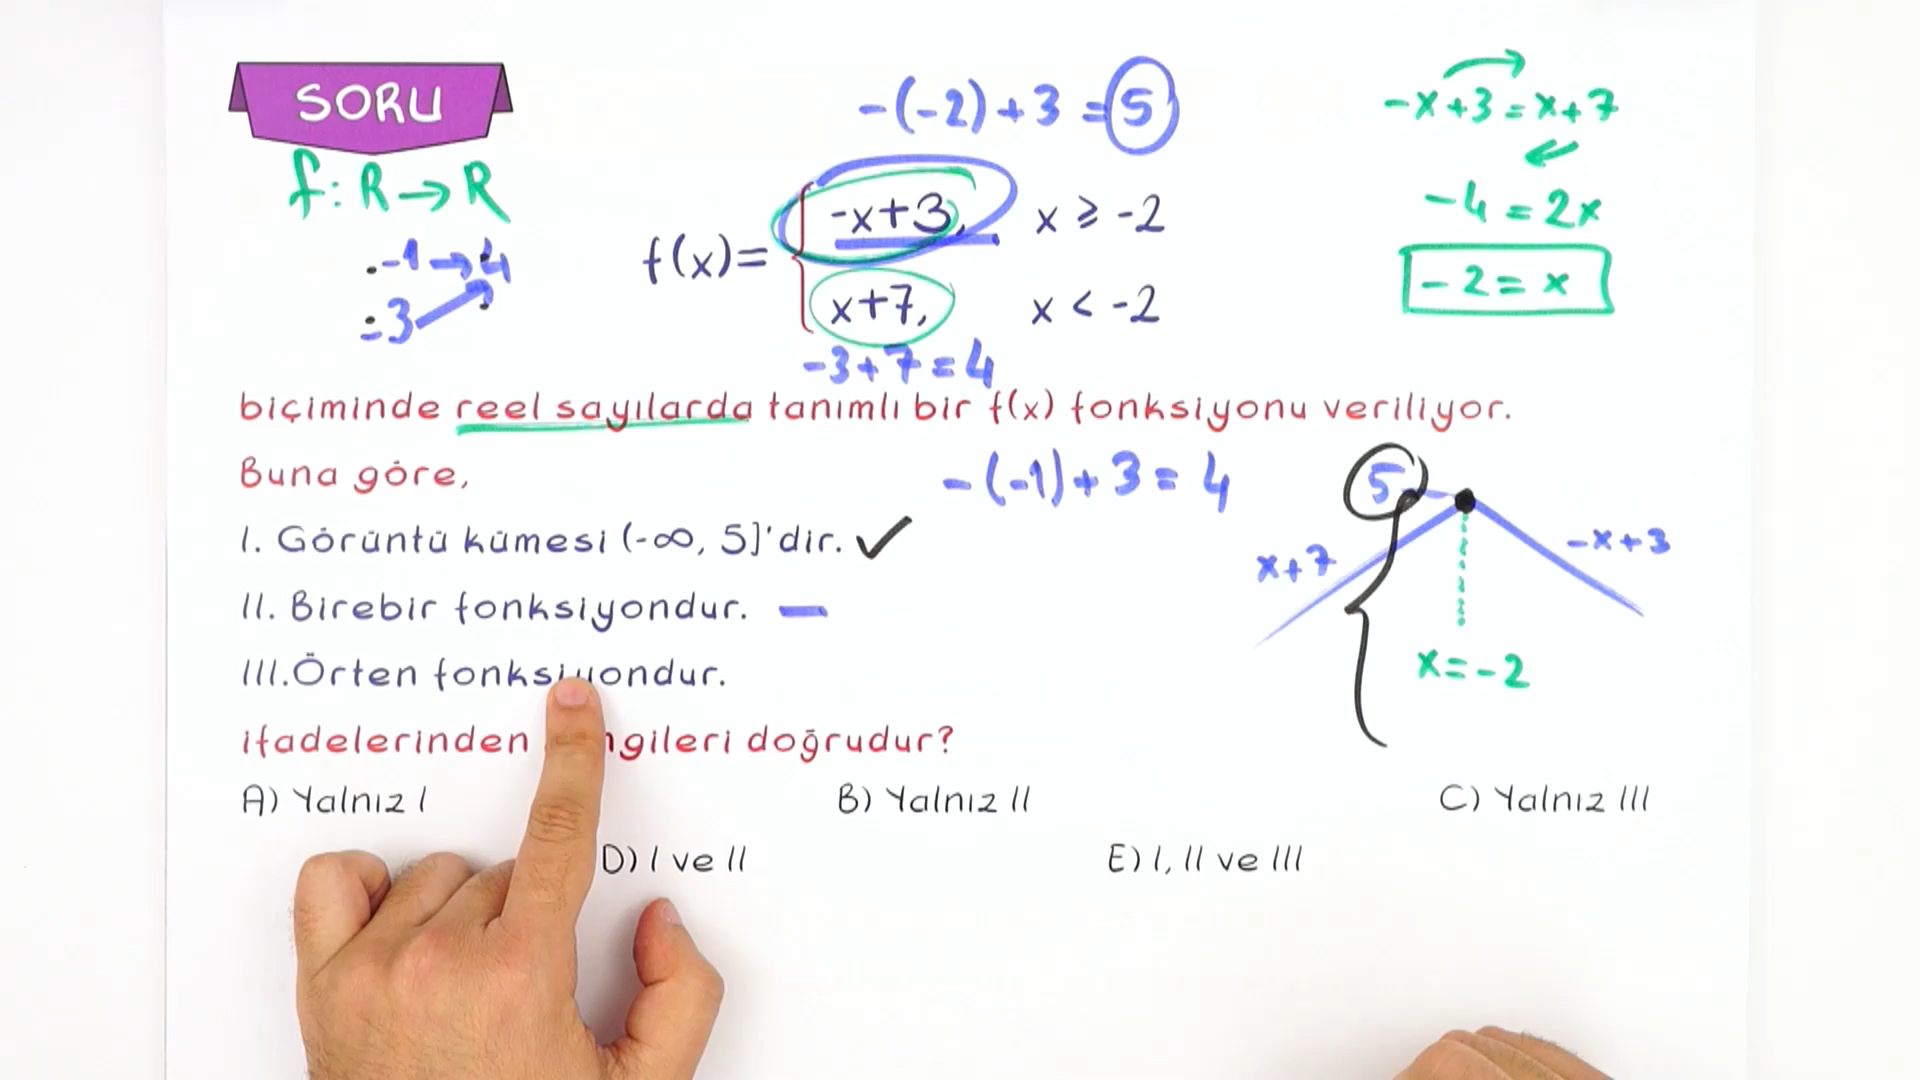 SORU
f: R→R
.-1→4
-3
-(-2)+3=5
f(x)= { -x+3, x ≥ -2
x+7, x < -2
-3+7=4
-x+3=x+7
-4=2x
-2=x
biçiminde reel sayılarda tanımlı bir f(x) fonksiyonu veriliyor.
Buna göre,
-(-1)+3=4
I. Görüntü kümesi (-∞, 5]'dir. ✓
II. Birebir fonksiyondur. -
III.Örten fonksiyondur.
5
x+7
-x+3
x=-2
ifadelerinden doğrudur?
A) Yalnız I
B) Yalnız II
C) Yalnız III
D) I ve II
E) I, II ve III